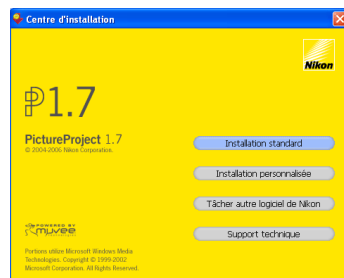 Centre d'installation
Nikon
P1.7
PictureProject 1.7
© 2004-2006 Nikon Corporation.
Installation standard
Installation personnalisée
Tâcher autre logiciel de Nikon
Support technique
POWERED BY
muvee
Portions utilize Microsoft Windows Media
Technologies. Copyright © 1999-2002
Microsoft Corporation. All Rights Reserved.